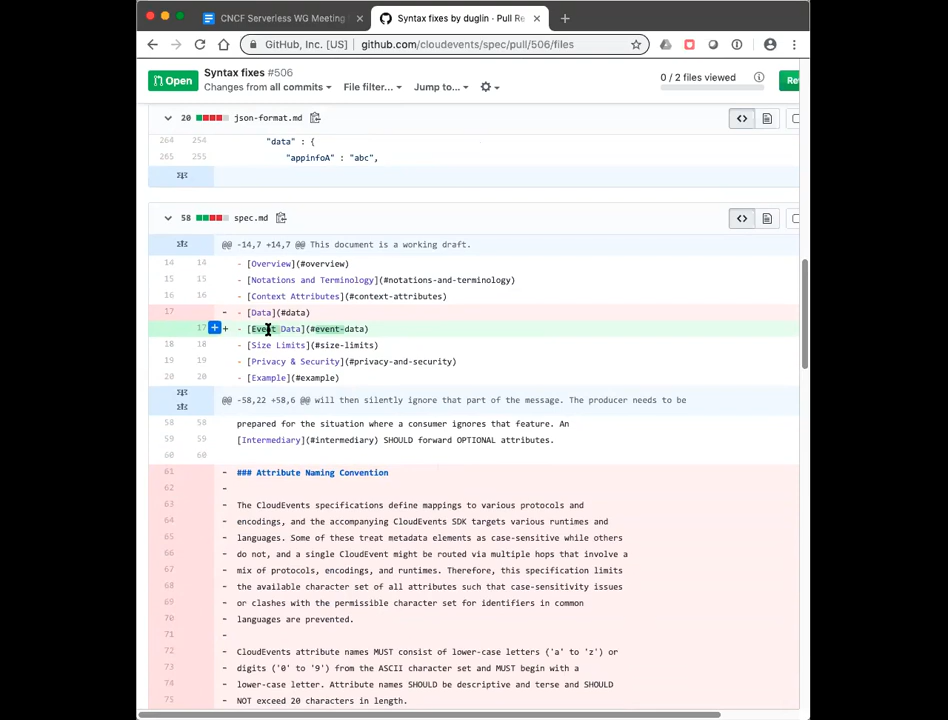 CNCF Serverless WG Meeting
Syntax fixes by duglin · Pull Re
GitHub, Inc. [US] | github.com/cloudevents/spec/pull/506/files
Open
Syntax fixes #506
Changes from all commits
File filter...
Jump to...
0 / 2 files viewed
Re
20 json-format.md
264 254 "data" : {
265 255 "appinfoA" : "abc",
58 spec.md
@@ -14,7 +14,7 @@ This document is a working draft.
14 14 - [Overview](#overview)
15 15 - [Notations and Terminology](#notations-and-terminology)
16 16 - [Context Attributes](#context-attributes)
17 - - [Data](#data)
17 + - [Event Data](#event-data)
18 18 - [Size Limits](#size-limits)
19 19 - [Privacy & Security](#privacy-and-security)
20 20 - [Example](#example)
@@ -58,22 +58,6 @@ will then silently ignore that part of the message. The producer needs to be
58 58 prepared for the situation where a consumer ignores that feature. An
59 59 [Intermediary](#intermediary) SHOULD forward OPTIONAL attributes.
60 60
61 - ### Attribute Naming Convention
62 -
63 - The CloudEvents specifications define mappings to various protocols and
64 - encodings, and the accompanying CloudEvents SDK targets various runtimes and
65 - languages. Some of these treat metadata elements as case-sensitive while others
66 - do not, and a single CloudEvent might be routed via multiple hops that involve a
67 - mix of protocols, encodings, and runtimes. Therefore, this specification limits
68 - the available character set of all attributes such that case-sensitivity issues
69 - or clashes with the permissible character set for identifiers in common
70 - languages are prevented.
71 -
72 - CloudEvents attribute names MUST consist of lower-case letters ('a' to 'z') or
73 - digits ('0' to '9') from the ASCII character set and MUST begin with a
74 - lower-case letter. Attribute names SHOULD be descriptive and terse and SHOULD
75 - NOT exceed 20 characters in length.